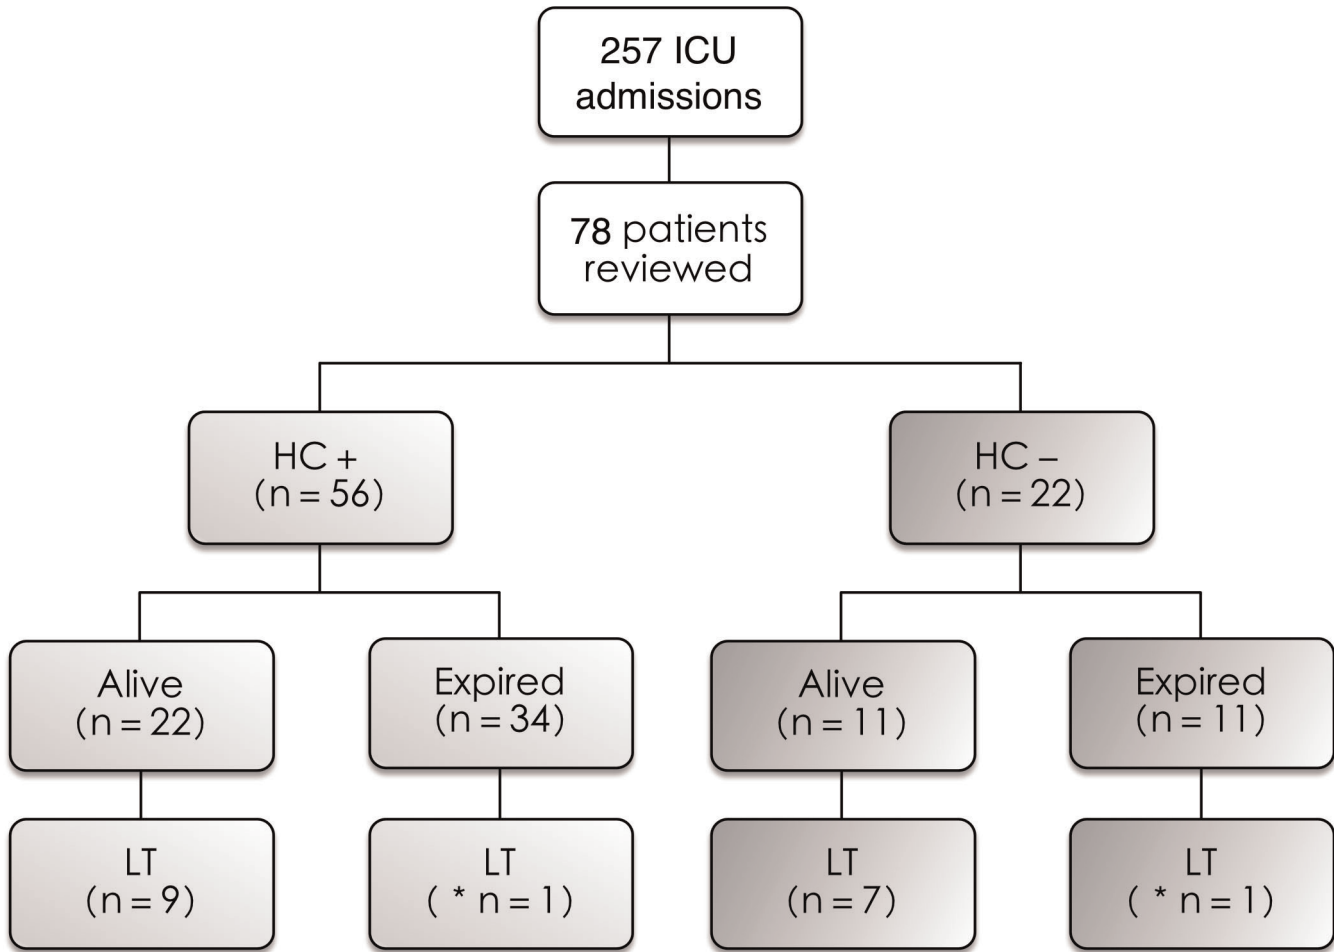 257 ICU
admissions
78 patients
reviewed
HC +
(n = 56)
HC –
(n = 22)
Alive
(n = 22)
Expired
(n = 34)
Alive
(n = 11)
Expired
(n = 11)
LT
(n = 9)
LT
( * n = 1)
LT
(n = 7)
LT
( * n = 1)